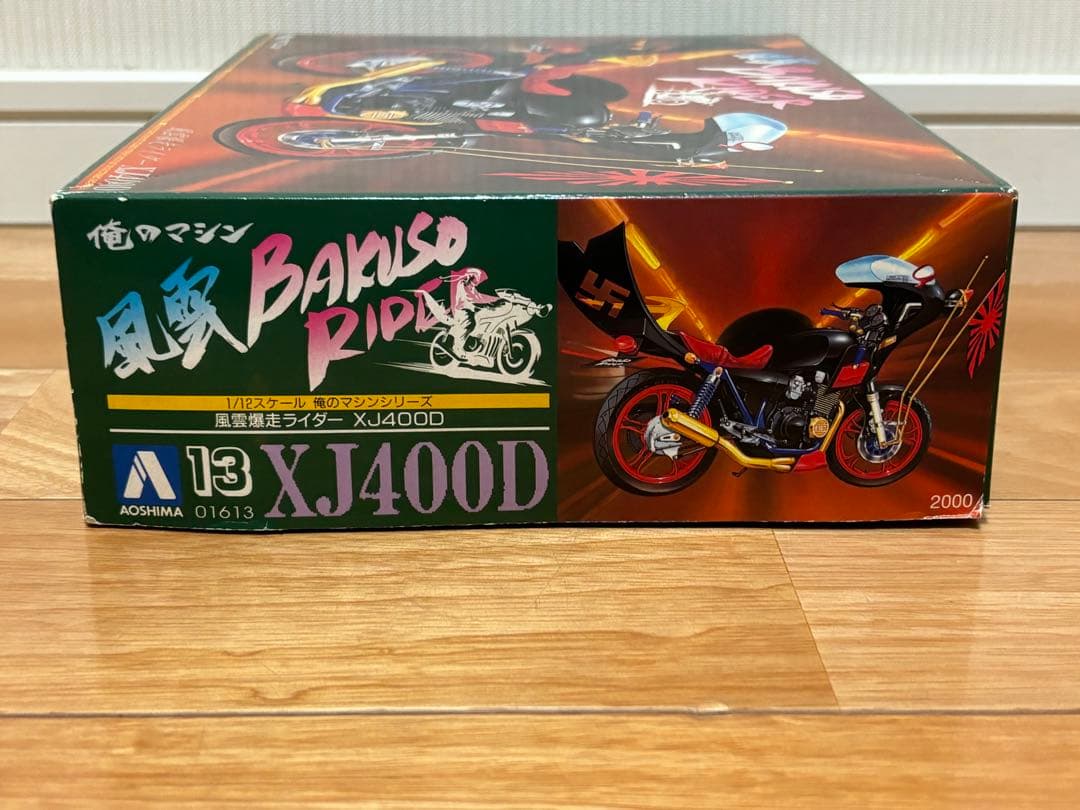 俺のマシン
風雲 BAKUSO
RIDER
1/12スケール 俺のマシンシリーズ
風雲爆走ライダー XJ400D
AOSHIMA
13
01613
XJ400D
2000